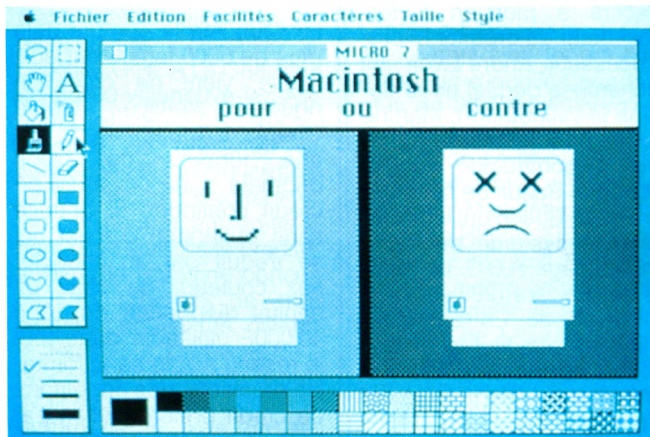 Fichier Edition Facilités Caractères Taille Style
MICRO 7
A
Macintosh
pour ou contre